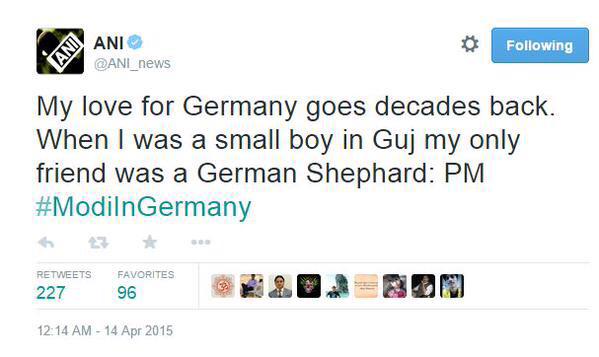 ANI
ANI
@ANI_news
Following
My love for Germany goes decades back.
When I was a small boy in Guj my only
friend was a German Shephard: PM
#ModiInGermany
RETWEETS FAVORITES
227 96
12:14 AM - 14 Apr 2015